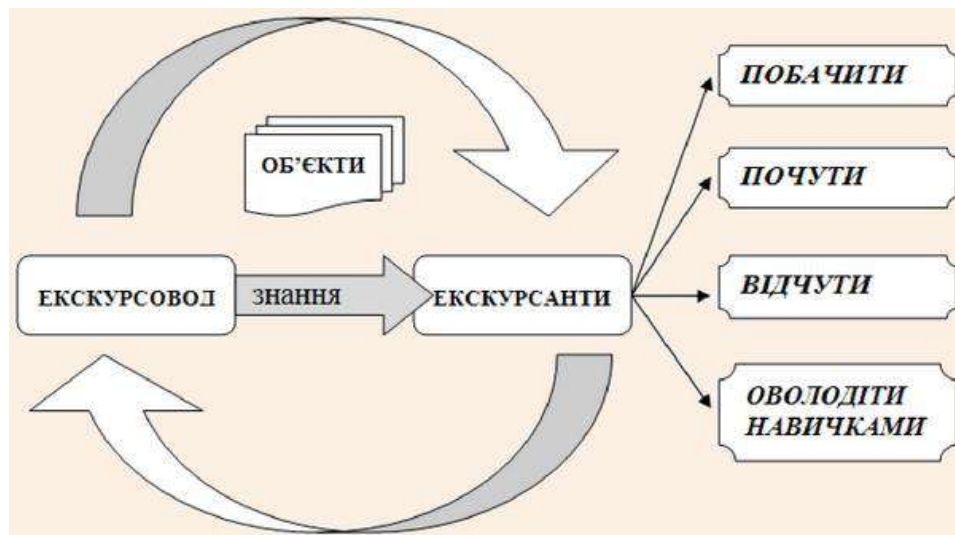 ОБ’ЄКТИ
ЕКСКУРСОВОД
знання
ЕКСКУРСАНТИ
ПОБАЧИТИ
ПОЧУТИ
ВІДЧУТИ
ОВОЛОДІТИ
НАВИЧКАМИ